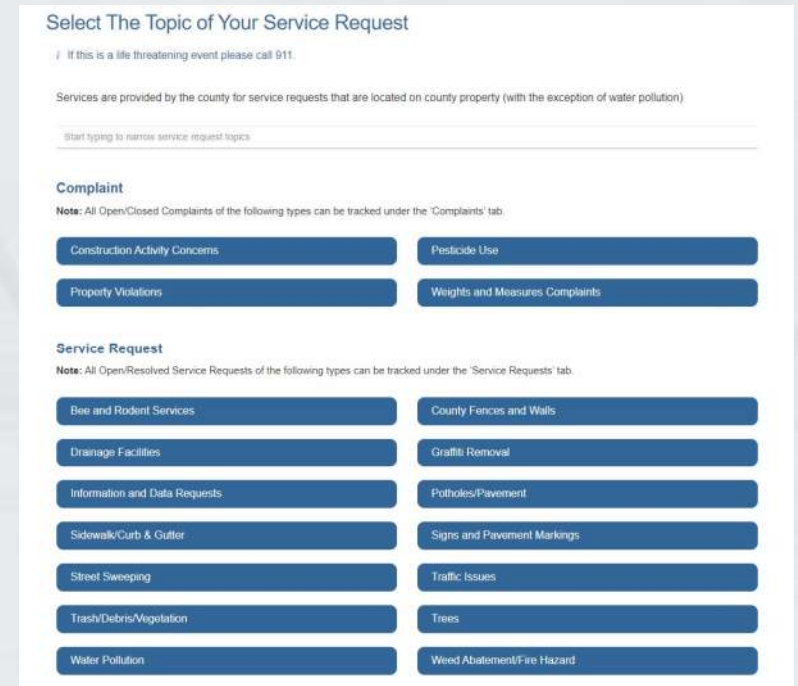 Select The Topic of Your Service Request
i If this is a life threatening event please call 911.
Services are provided by the county for service requests that are located on county property (with the exception of water pollution)
Start typing to narrow service request topics
Complaint
Note: All Open/Closed Complaints of the following types can be tracked under the 'Complaints' tab.
Construction Activity Concerns
Pesticide Use
Property Violations
Weights and Measures Complaints
Service Request
Note: All Open/Resolved Service Requests of the following types can be tracked under the 'Service Requests' tab.
Bee and Rodent Services
County Fences and Walls
Drainage Facilities
Graffiti Removal
Information and Data Requests
Potholes/Pavement
Sidewalk/Curb & Gutter
Signs and Pavement Markings
Street Sweeping
Traffic Issues
Trash/Debris/Vegetation
Trees
Water Pollution
Weed Abatement/Fire Hazard